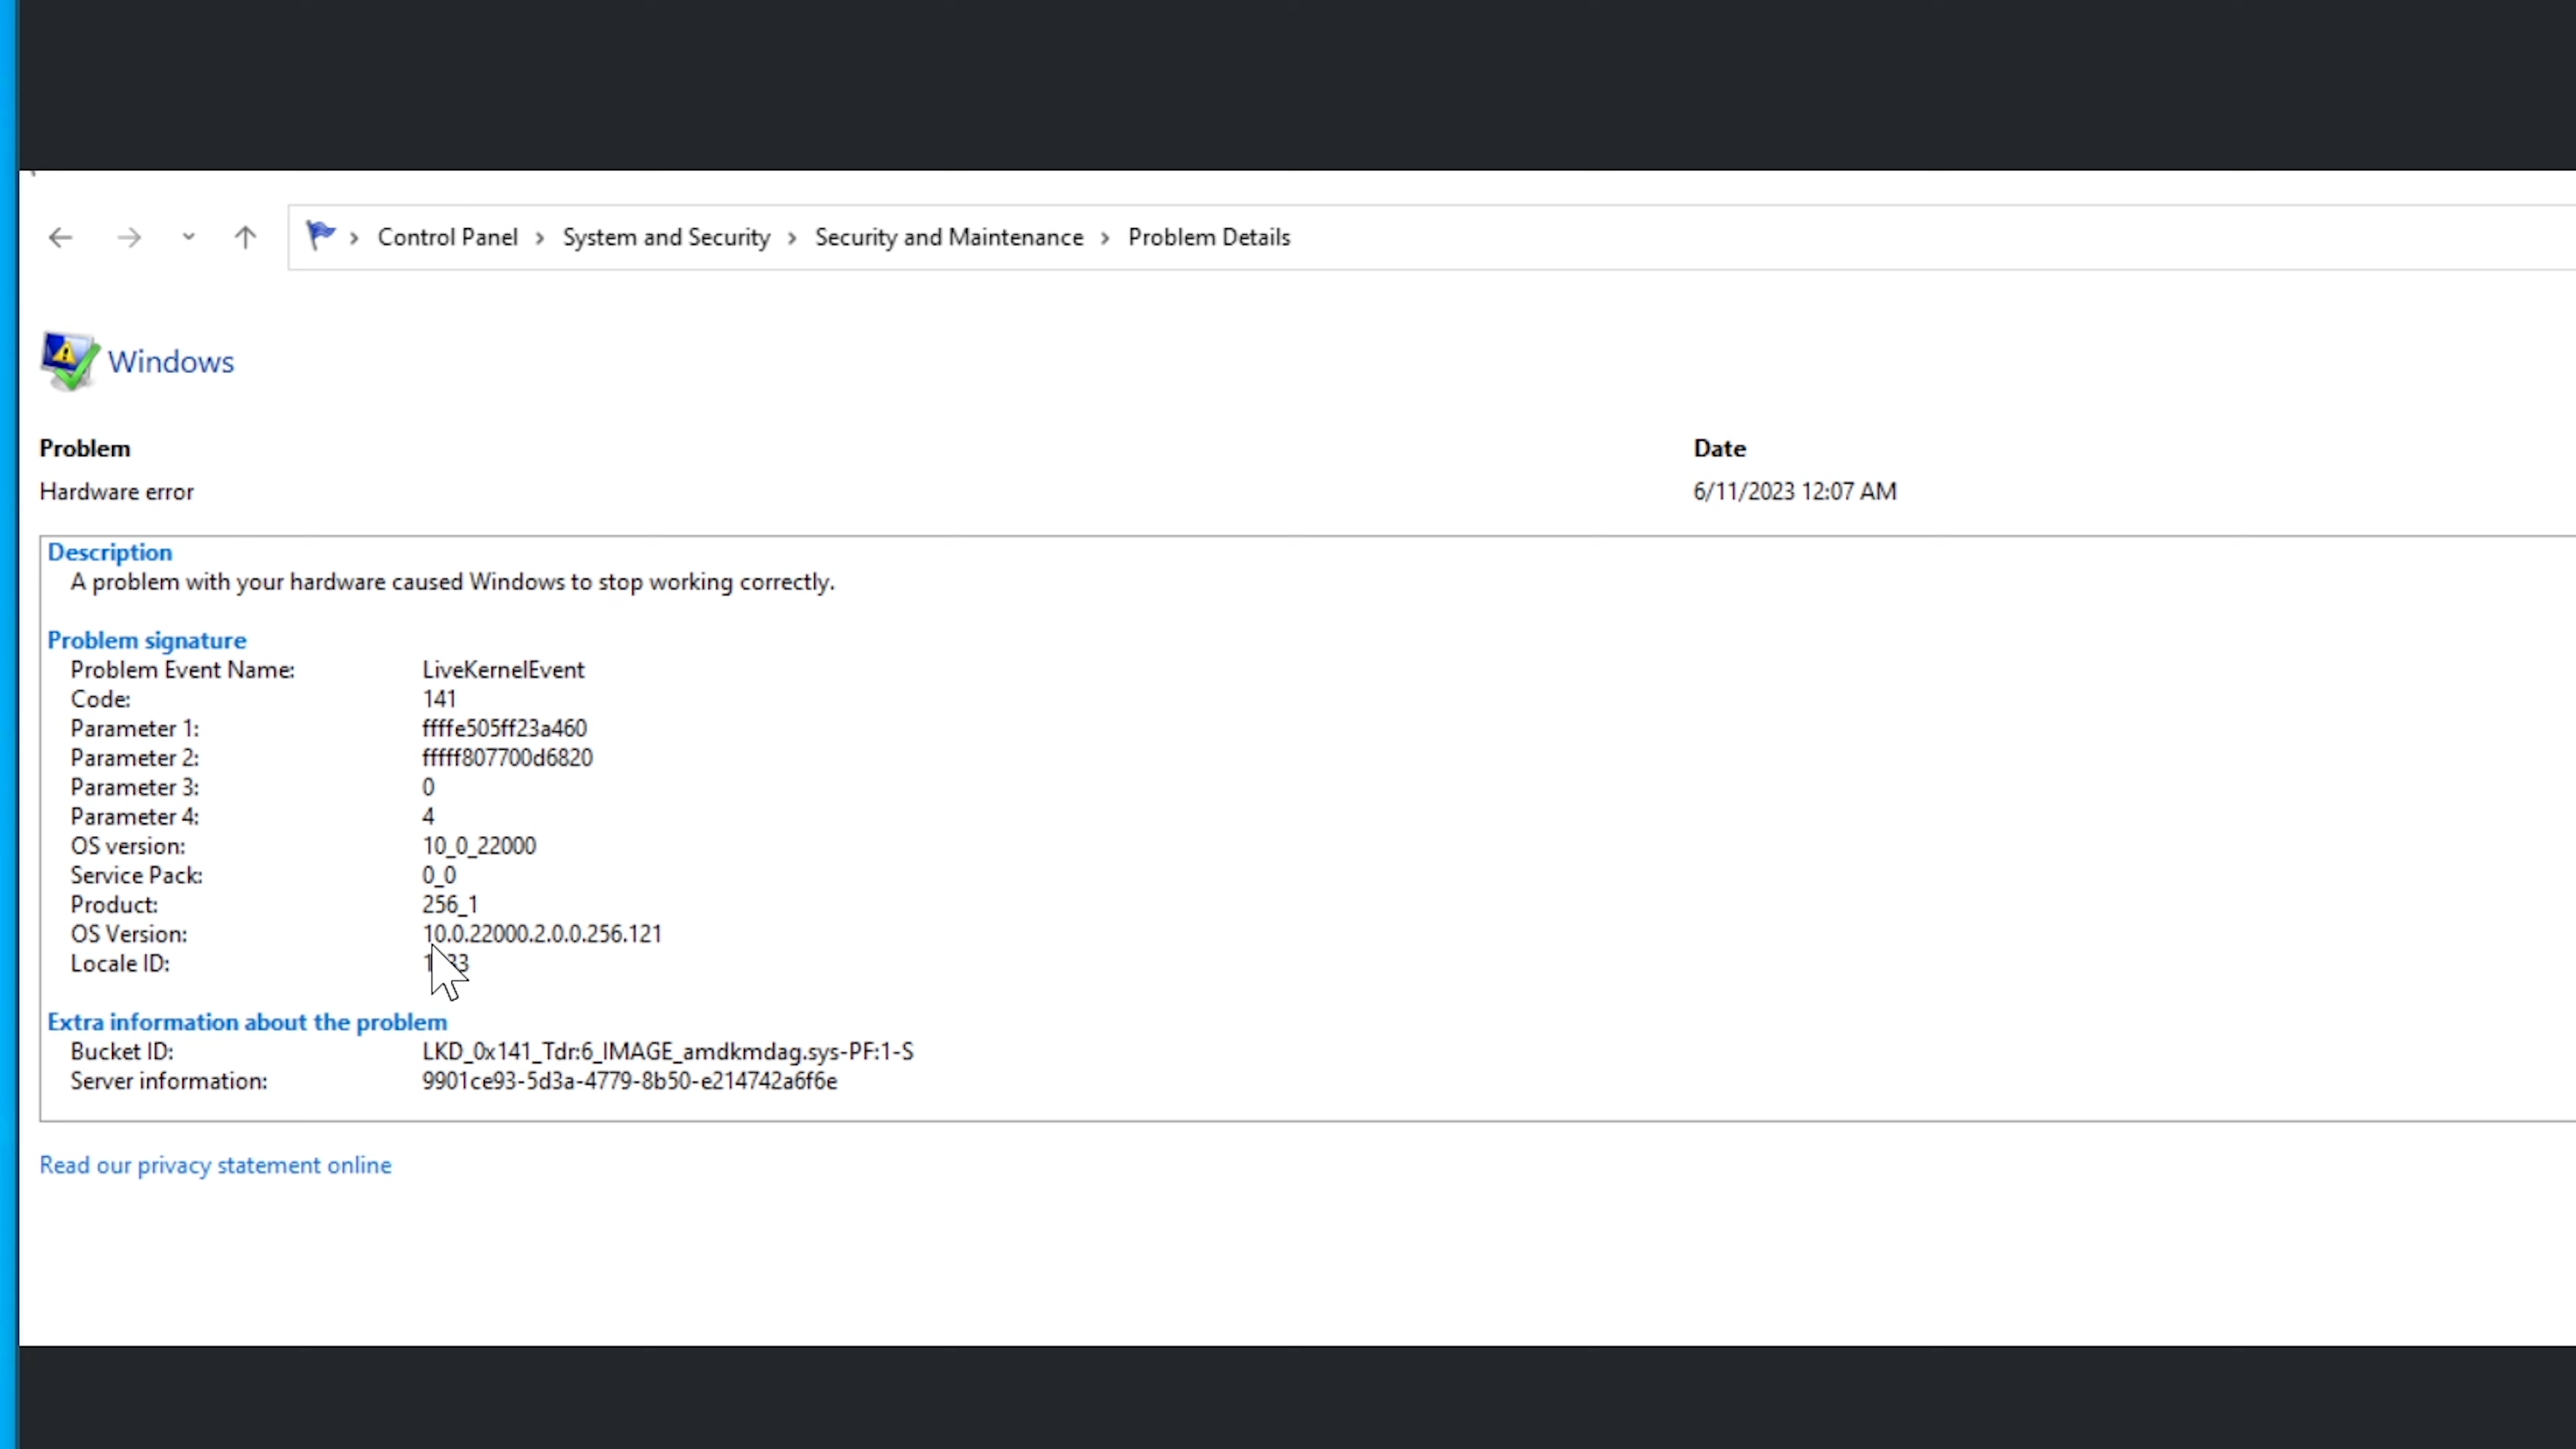 Control Panel > System and Security > Security and Maintenance > Problem Details
Windows
Problem Date
Hardware error 6/11/2023 12:07 AM
Description
A problem with your hardware caused Windows to stop working correctly.
Problem signature
Problem Event Name: LiveKernelEvent
Code: 141
Parameter 1: ffffe505ff23a460
Parameter 2: fffff807700d6820
Parameter 3: 0
Parameter 4: 4
OS version: 10_0_22000
Service Pack: 0_0
Product: 256_1
OS Version: 10.0.22000.2.0.0.256.121
Locale ID:
Extra information about the problem
Bucket ID: LKD_0x141_Tdr:6_IMAGE_amdkmdag.sys-PF:1-S
Server information: 9901ce93-5d3a-4779-8b50-e214742a6f6e
Read our privacy statement online